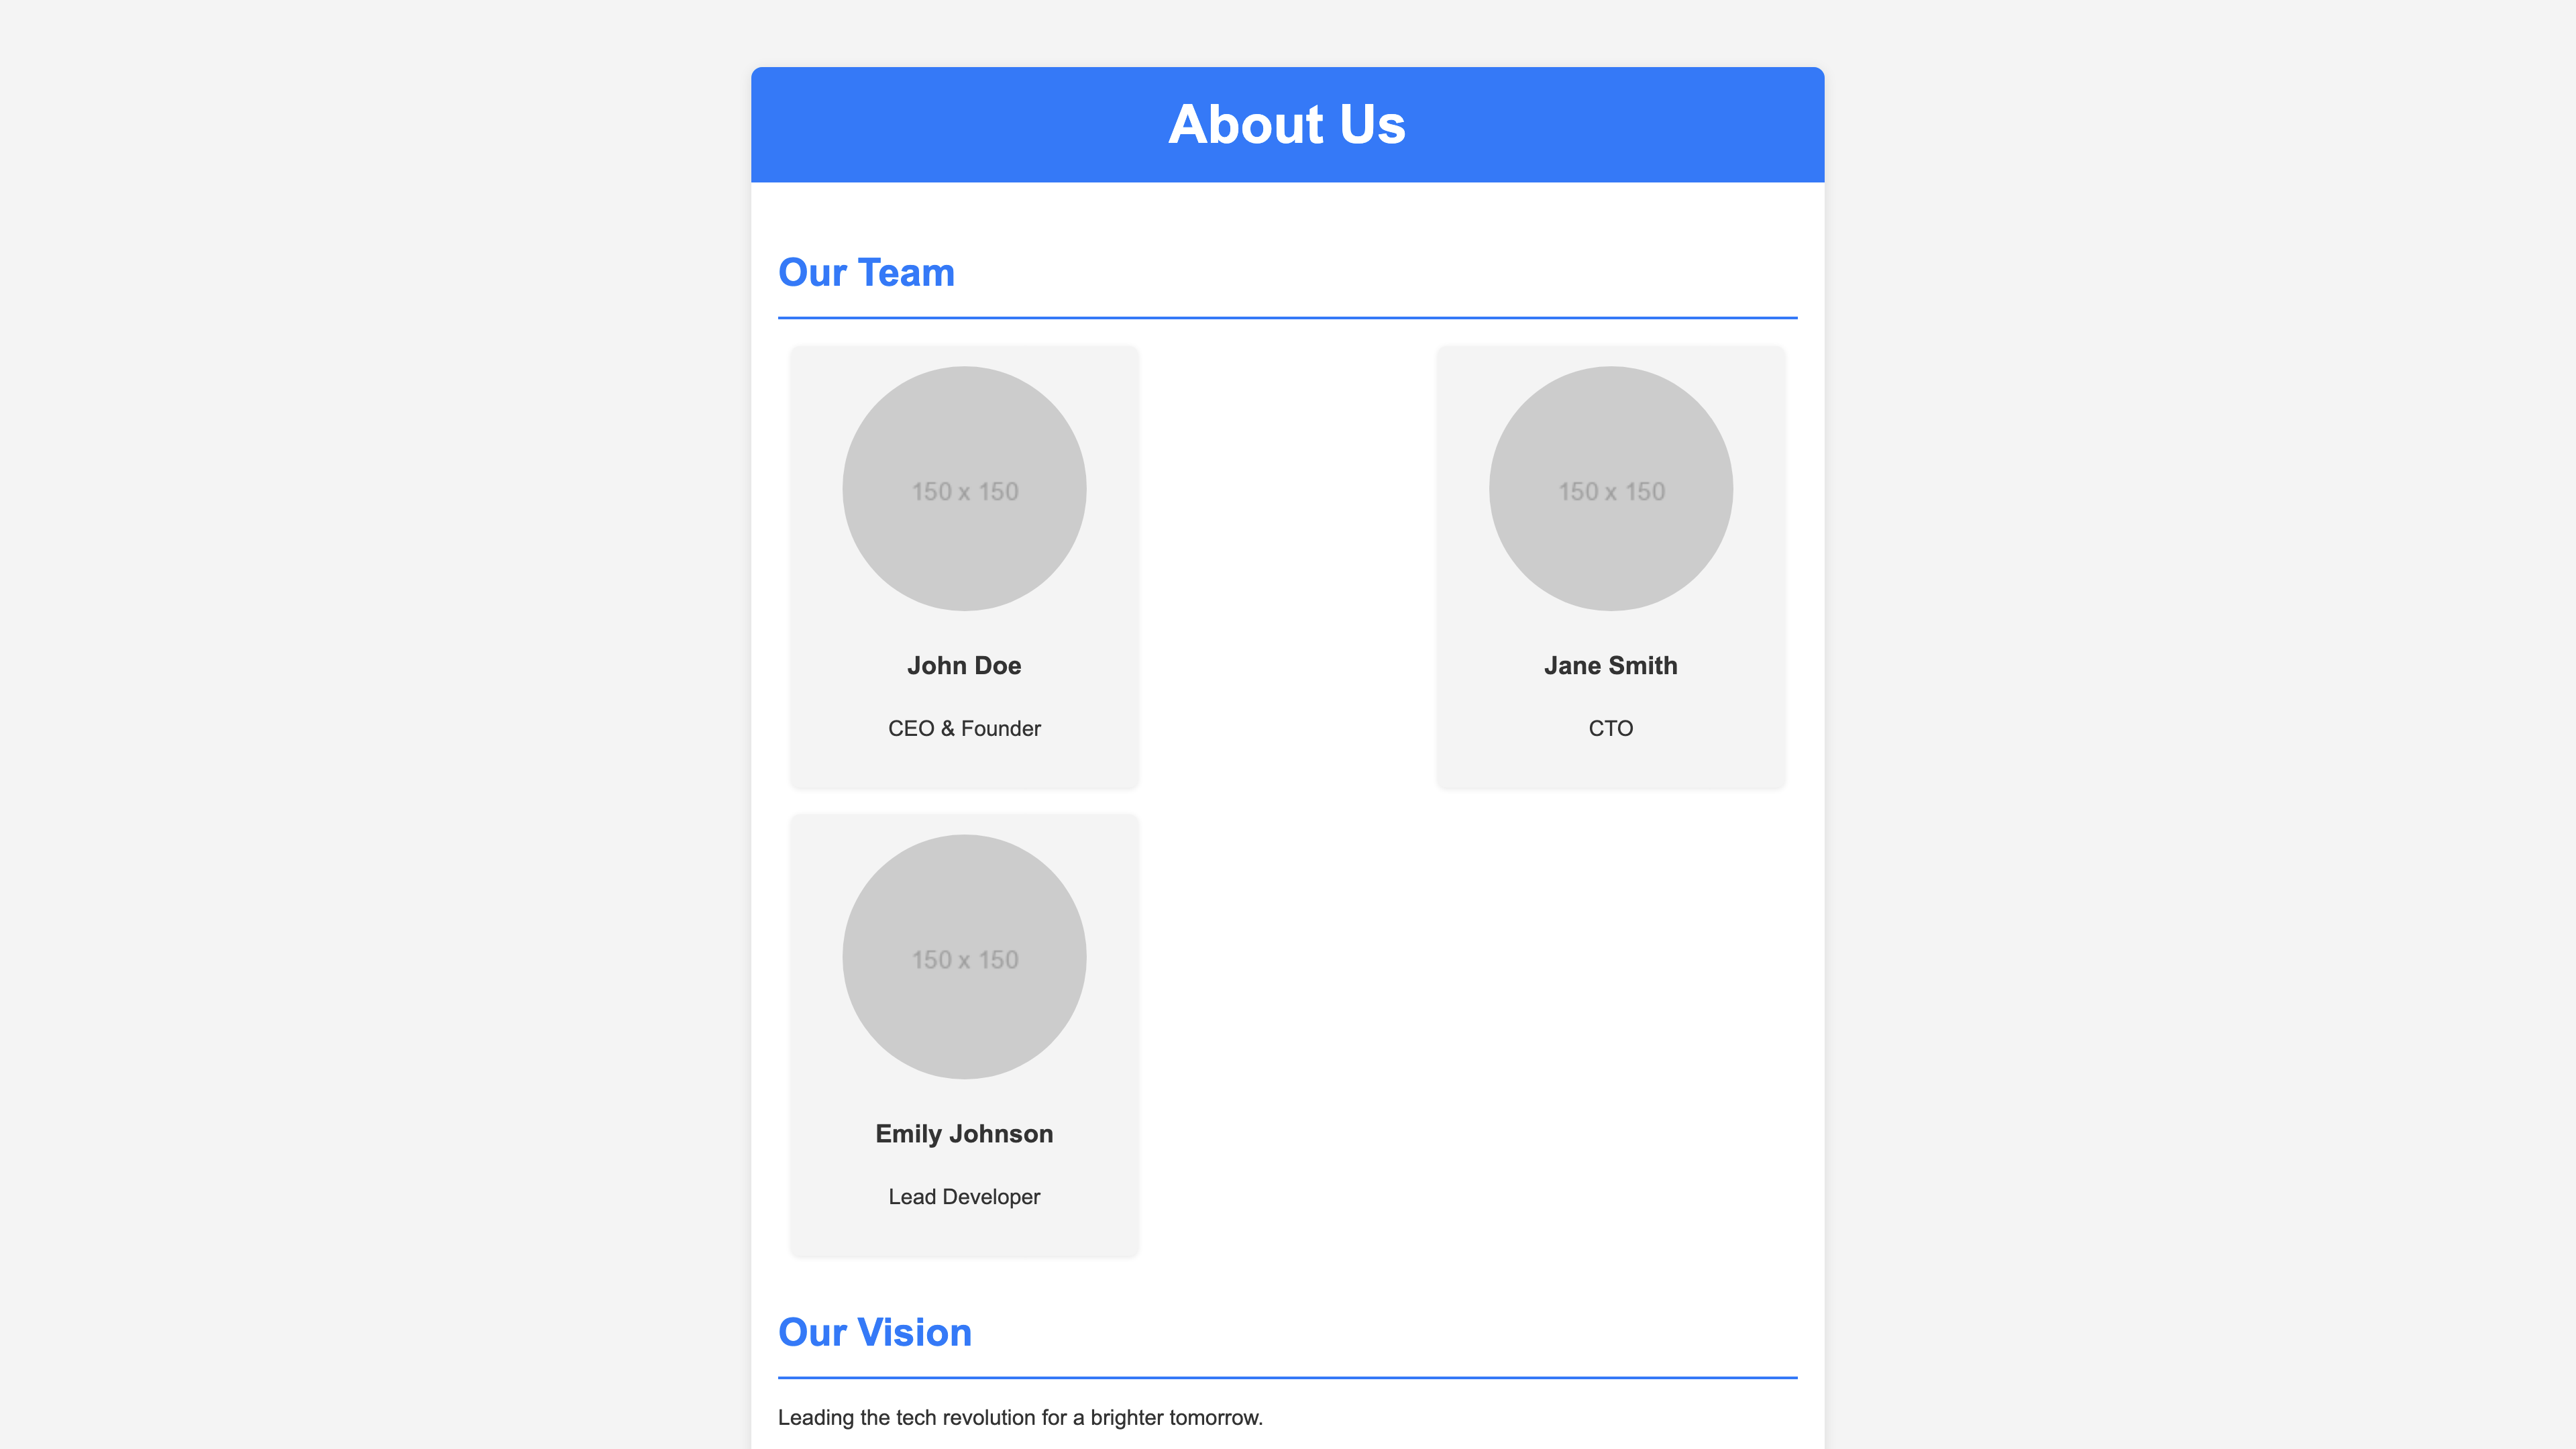 About Us
Our Team
150 x 150
150 x 150
John Doe
Jane Smith
CEO & Founder
CTO
150 x 150
Emily Johnson
Lead Developer
Our Vision
Leading the tech revolution for a brighter tomorrow.